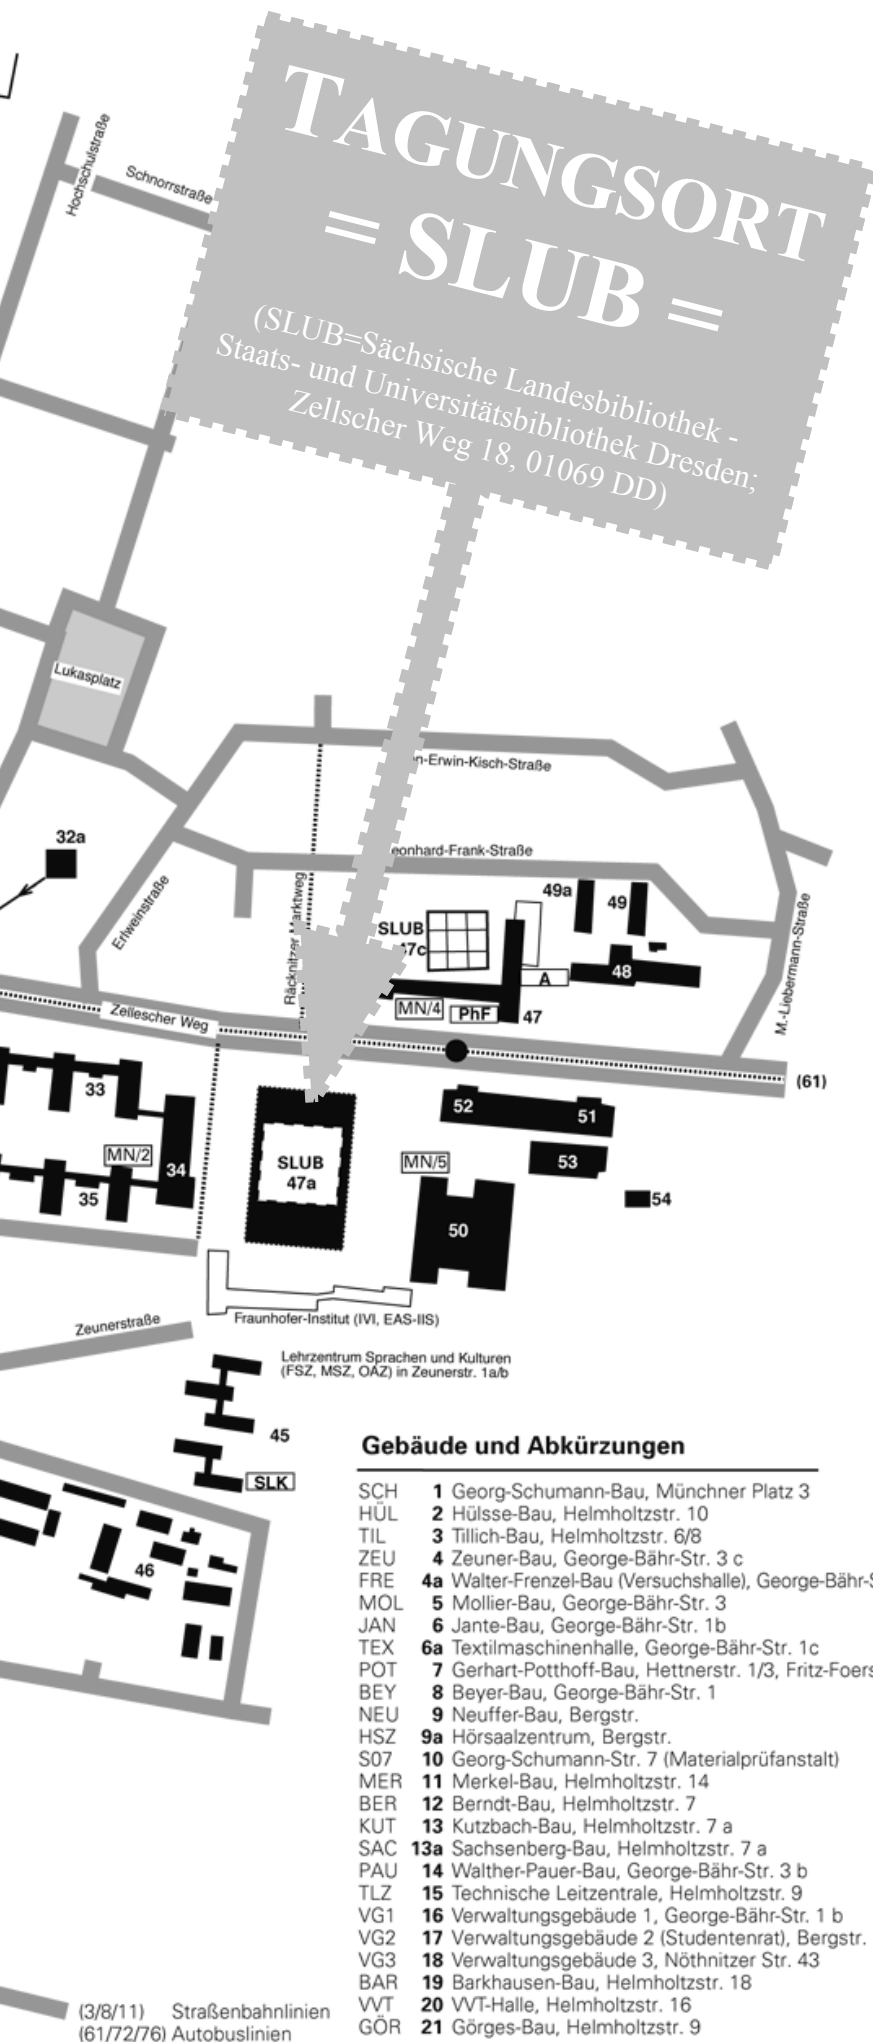 TAGUNGSORT
= SLUB =
(SLUB=Sächsische Landesbibliothek -
Staats- und Universitätsbibliothek Dresden;
Zellscher Weg 18, 01069 DD)
Hochschulstraße
Schnorrstraße
Lukasplatz
n-Erwin-Kisch-Straße
32a
eonhard-Frank-Straße
Erlweinstraße
Räcknitzer Marktweg
49a
49
M.-Liebermann-Straße
SLUB
47c
48
A
MN/4
PhF
47
Zellescher Weg
(61)
33
52
51
MN/2
34
SLUB
47a
MN/5
53
35
54
50
Fraunhofer-Institut (IVI, EAS-IIS)
Zeunerstraße
Lehrzentrum Sprachen und Kulturen
(FSZ, MSZ, OAZ) in Zeunerstr. 1a/b
45
SLK
46
Gebäude und Abkürzungen
SCH 1 Georg-Schumann-Bau, Münchner Platz 3
HÜL 2 Hülsse-Bau, Helmholtzstr. 10
TIL 3 Tillich-Bau, Helmholtzstr. 6/8
ZEU 4 Zeuner-Bau, George-Bähr-Str. 3 c
FRE 4a Walter-Frenzel-Bau (Versuchshalle), George-Bähr-S
MOL 5 Mollier-Bau, George-Bähr-Str. 3
JAN 6 Jante-Bau, George-Bähr-Str. 1b
TEX 6a Textilmaschinenhalle, George-Bähr-Str. 1c
POT 7 Gerhart-Potthoff-Bau, Hettnerstr. 1/3, Fritz-Foers
BEY 8 Beyer-Bau, George-Bähr-Str. 1
NEU 9 Neuffer-Bau, Bergstr.
HSZ 9a Hörsaalzentrum, Bergstr.
S07 10 Georg-Schumann-Str. 7 (Materialprüfanstalt)
MER 11 Merkel-Bau, Helmholtzstr. 14
BER 12 Berndt-Bau, Helmholtzstr. 7
KUT 13 Kutzbach-Bau, Helmholtzstr. 7 a
SAC 13a Sachsenberg-Bau, Helmholtzstr. 7 a
PAU 14 Walther-Pauer-Bau, George-Bähr-Str. 3 b
TLZ 15 Technische Leitzentrale, Helmholtzstr. 9
VG1 16 Verwaltungsgebäude 1, George-Bähr-Str. 1 b
VG2 17 Verwaltungsgebäude 2 (Studentenrat), Bergstr.
VG3 18 Verwaltungsgebäude 3, Nöthnitzer Str. 43
BAR 19 Barkhausen-Bau, Helmholtzstr. 18
VVT 20 VVT-Halle, Helmholtzstr. 16
GÖR 21 Görges-Bau, Helmholtzstr. 9
(3/8/11) Straßenbahnlinien
(61/72/76) Autobuslinien